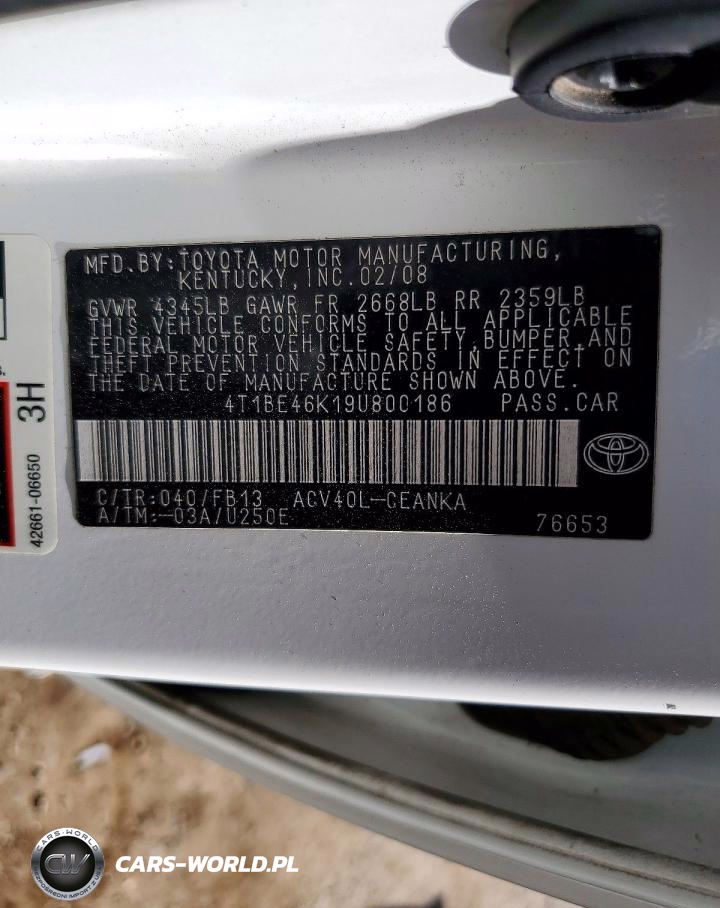 MFD.BY:TOYOTA MOTOR MANUFACTURING,
KENTUCKY,INC.02/08
GVWR 4345LB GAWR FR 2668LB RR 2359LB
THIS VEHICLE CONFORMS TO ALL APPLICABLE
FEDERAL MOTOR VEHICLE SAFETY,BUMPER,AND
THEFT PREVENTION STANDARDS IN EFFECT ON
THE DATE OF MANUFACTURE SHOWN ABOVE.
4T1BE46K19U800186 PASS.CAR
C/TR:040/FB13 ACV40L-CEANKA
A/TM:-03A/U250E
76653
s.
3H
42661-06650
CARS-WORLD
CW
CARS-WORLD.PL